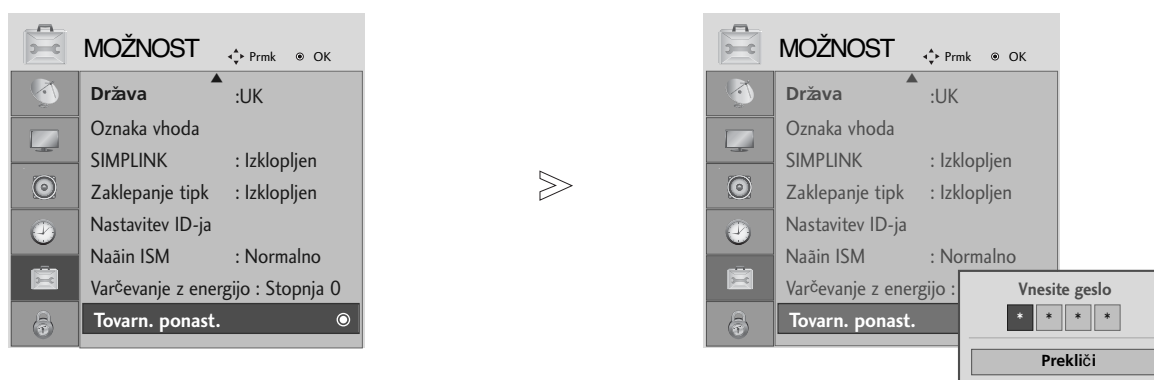 MOŽNOST Prmk OK
Država :UK
Oznaka vhoda
SIMPLINK : Izklopljen
Zaklepanje tipk : Izklopljen
Nastavitev ID-ja
Naãin ISM : Normalno
Varčevanje z energijo : Stopnja 0
Tovarn. ponast.
MOŽNOST Prmk OK
Država :UK
Oznaka vhoda
SIMPLINK : Izklopljen
Zaklepanje tipk : Izklopljen
Nastavitev ID-ja
Naãin ISM : Normalno
Varčevanje z energijo :
Tovarn. ponast.
Vnesite geslo
* * * *
Prekliči